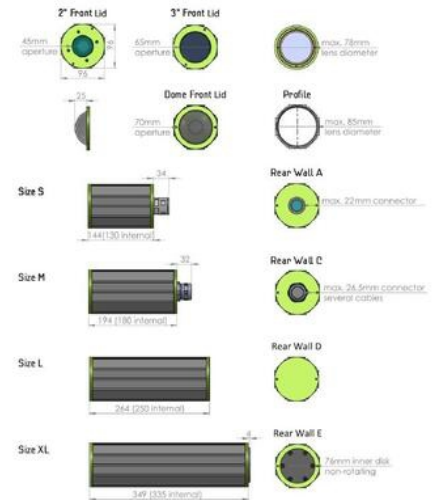 2" Front Lid
3" Front Lid
45mm
aperture
96
96
65mm
aperture
max. 78mm
lens diameter
25
Dome Front Lid
Profile
70mm
aperture
max. 85mm
lens diameter
34
Rear Wall A
Size S
max. 22mm connector
144(130 internal)
32
Rear Wall C
Size M
max. 26.5mm connector
several cables
194 (180 internal)
Rear Wall D
Size L
264 (250 internal)
Rear Wall E
Size XL
4
76mm inner disk
non-rotating
349 (335 internal)